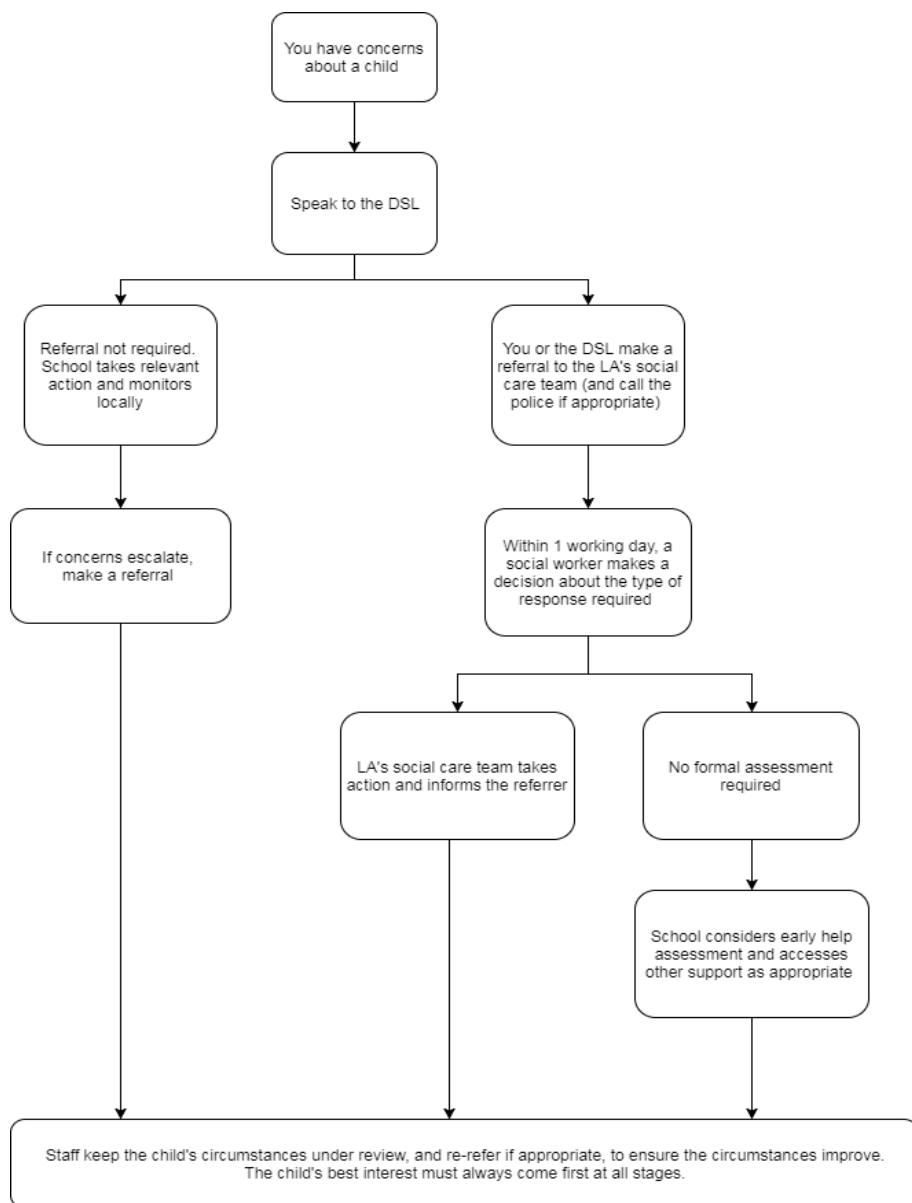 You have concerns
about a child
Speak to the DSL
Referral not required.
School takes relevant
action and monitors
locally
You or the DSL make a
referral to the LA's social
care team (and call the
police if appropriate)
If concerns escalate,
make a referral
Within 1 working day, a
social worker makes a
decision about the type of
response required
LA's social care team takes
action and informs the referrer
No formal assessment
required
School considers early help
assessment and accesses
other support as appropriate
Staff keep the child's circumstances under review, and re-refer if appropriate, to ensure the circumstances improve.
The child's best interest must always come first at all stages.